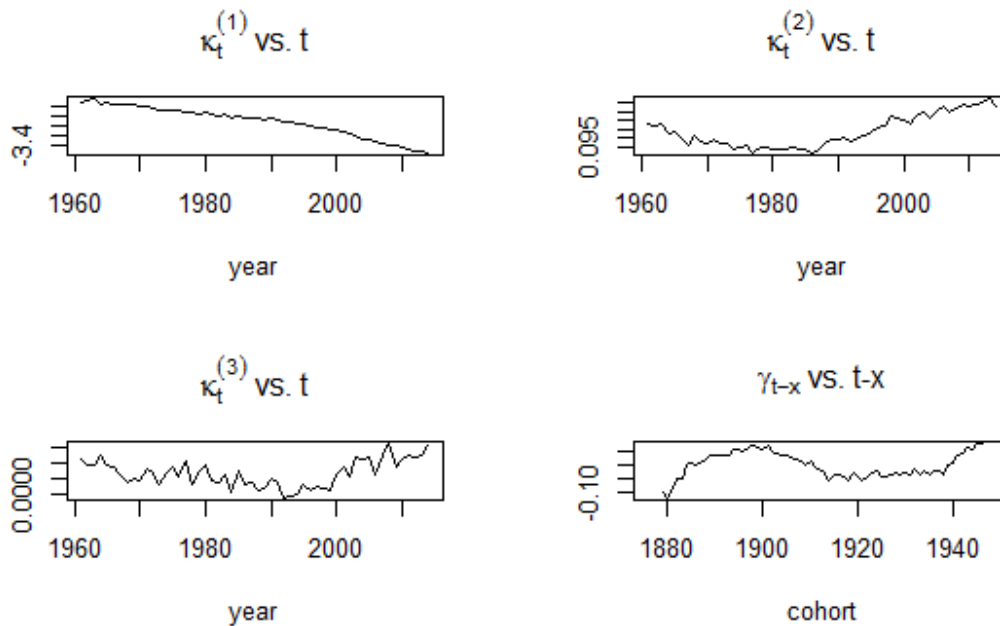 κt(1) vs. t
-3.4
1960 1980 2000
year
κt(2) vs. t
0.095
1960 1980 2000
year
κt(3) vs. t
0.0000
1960 1980 2000
year
γt−x vs. t-x
-0.10
1880 1900 1920 1940
cohort